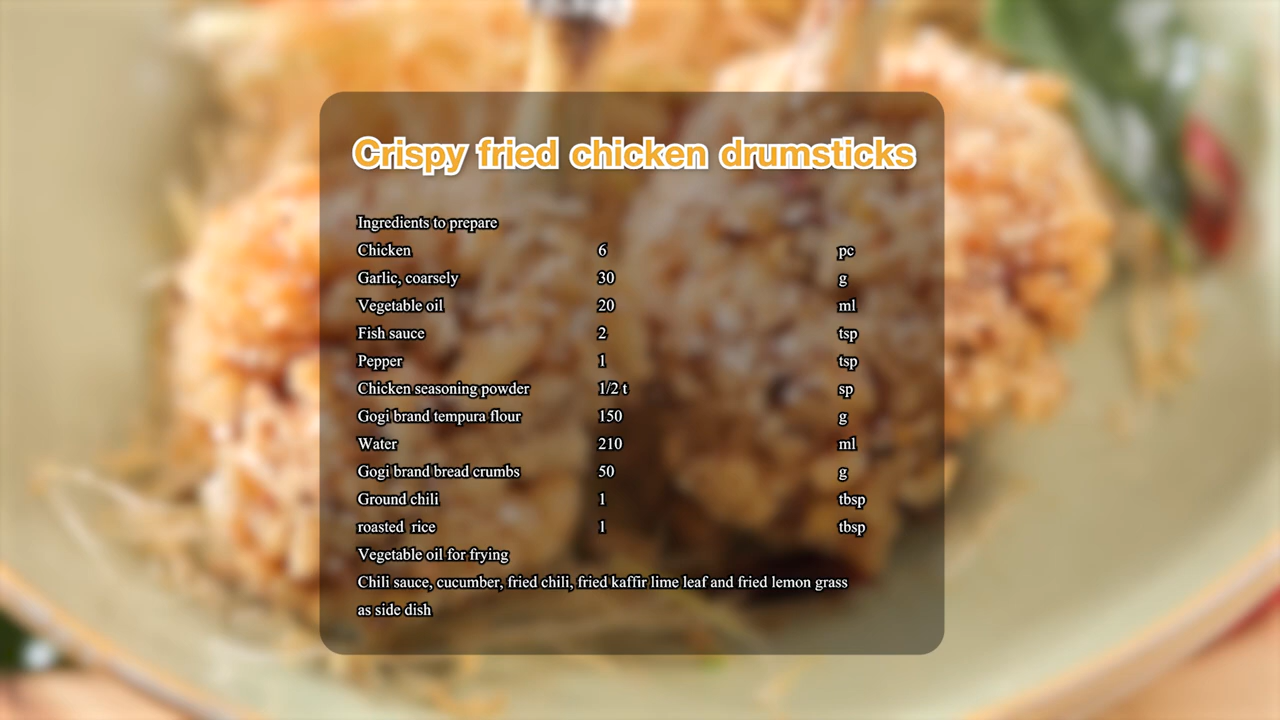 Crispy fried chicken drumsticks
Ingredients to prepare
Chicken 6 pc
Garlic, coarsely 30 g
Vegetable oil 20 ml
Fish sauce 2 tsp
Pepper 1 tsp
Chicken seasoning powder 1/2 t sp
Gogi brand tempura flour 150 g
Water 210 ml
Gogi brand bread crumbs 50 g
Ground chili 1 tbsp
roasted rice 1 tbsp
Vegetable oil for frying
Chili sauce, cucumber, fried chili, fried kaffir lime leaf and fried lemon grass
as side dish